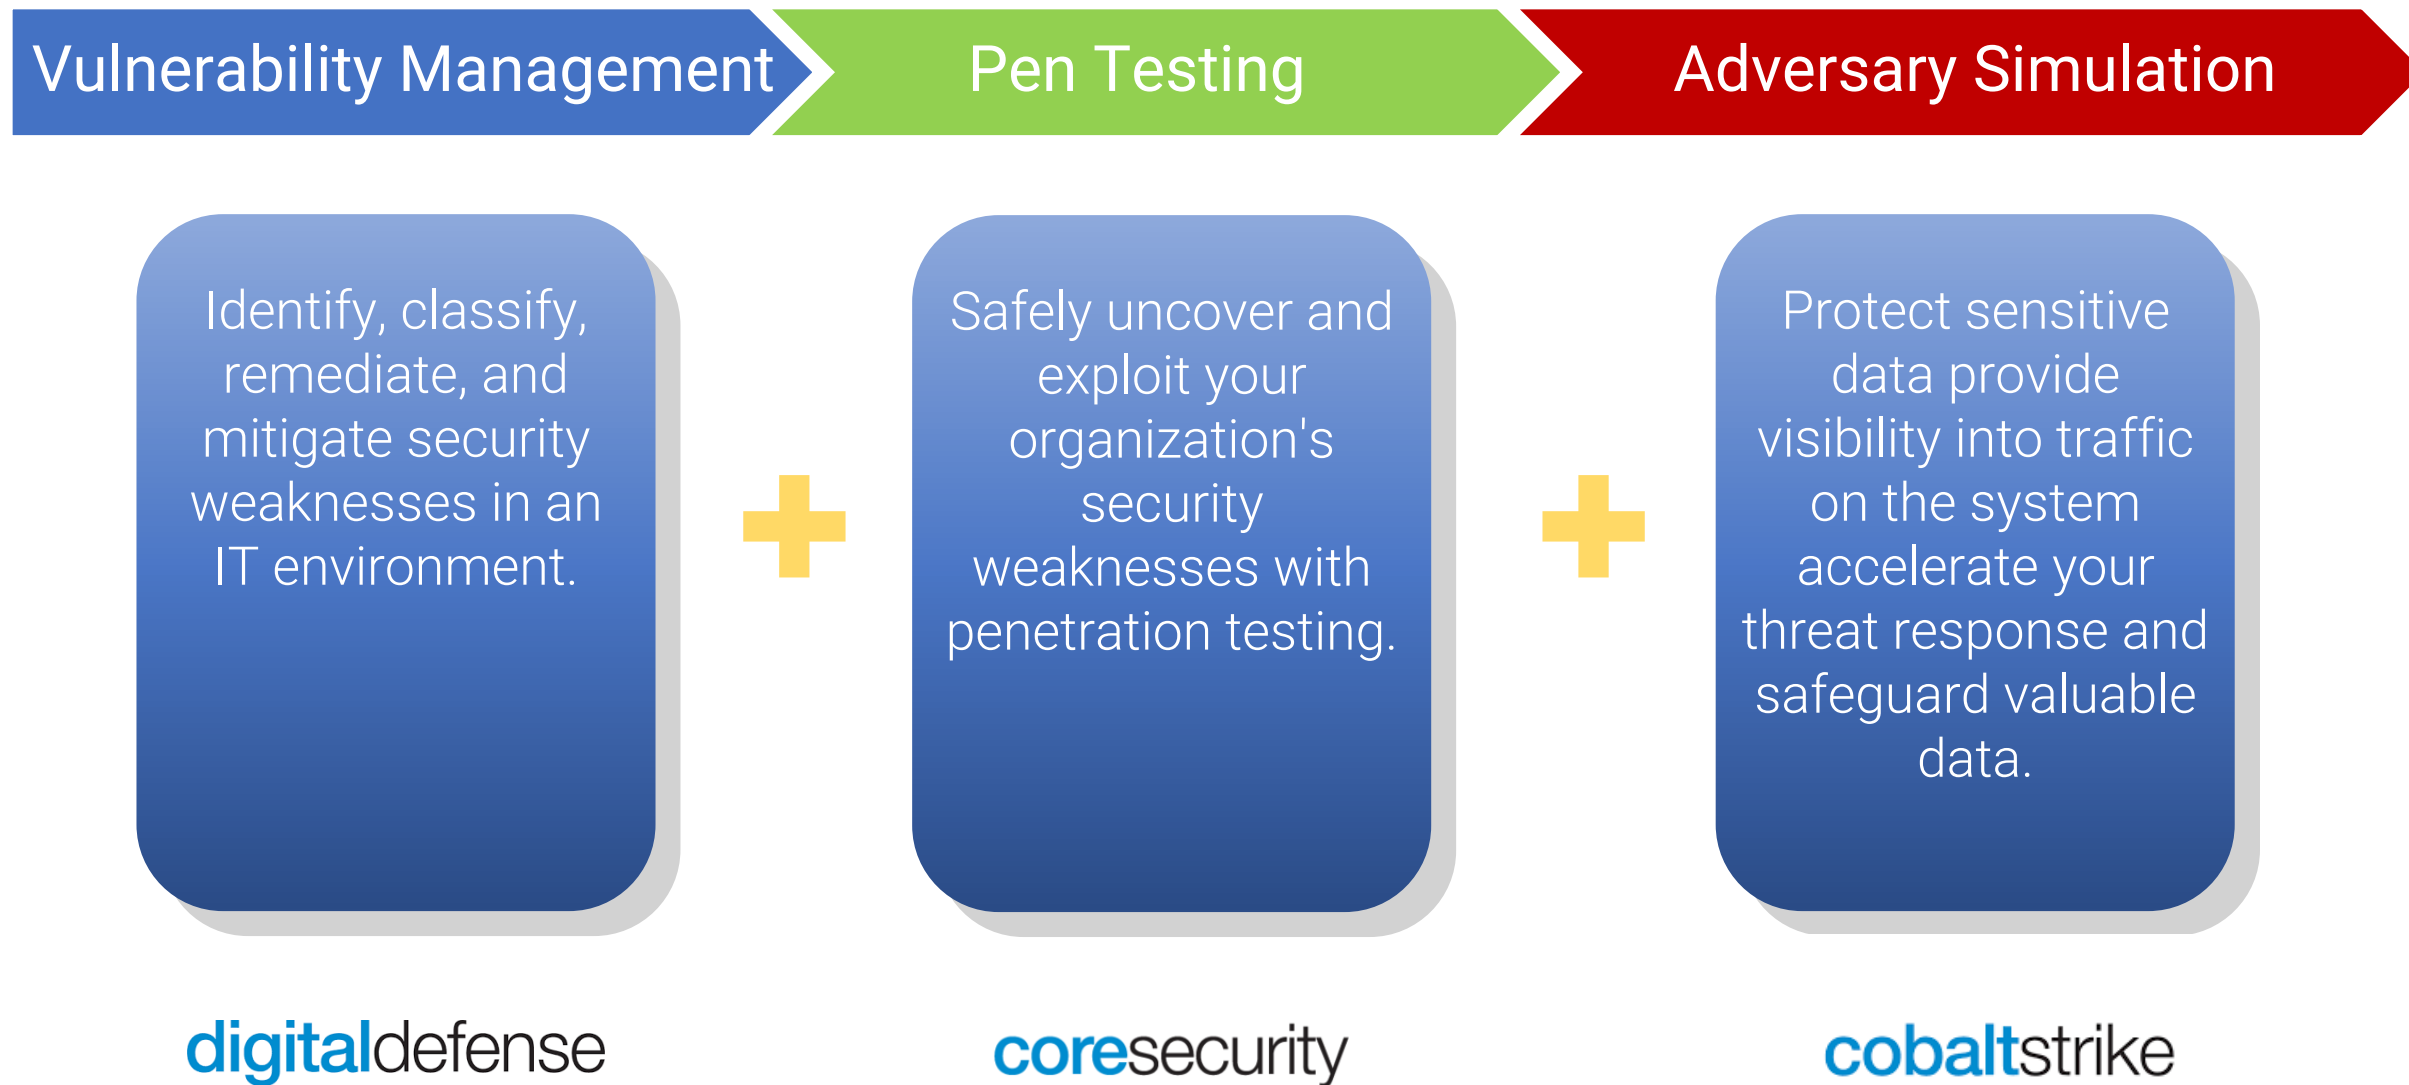 Vulnerability Management
Pen Testing
Adversary Simulation
Identify, classify,
remediate, and
mitigate security
weaknesses in an
IT environment.
Safely uncover and
exploit your
organization's
security
weaknesses with
penetration testing.
Protect sensitive
data provide
visibility into traffic
on the system
accelerate your
threat response and
safeguard valuable
data.
digitaldefense
coresecurity
cobaltstrike